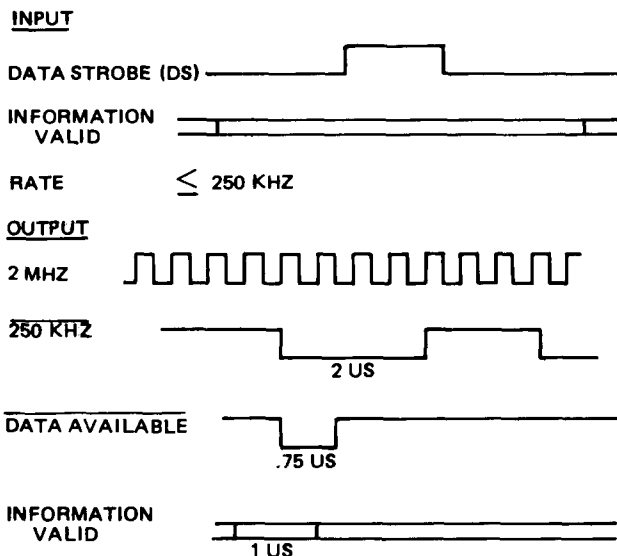 INPUT
DATA STROBE (DS)
INFORMATION
VALID
RATE ≤ 250 KHZ
OUTPUT
2 MHZ
250 KHZ
2 US
DATA AVAILABLE
.75 US
INFORMATION
VALID
1 US